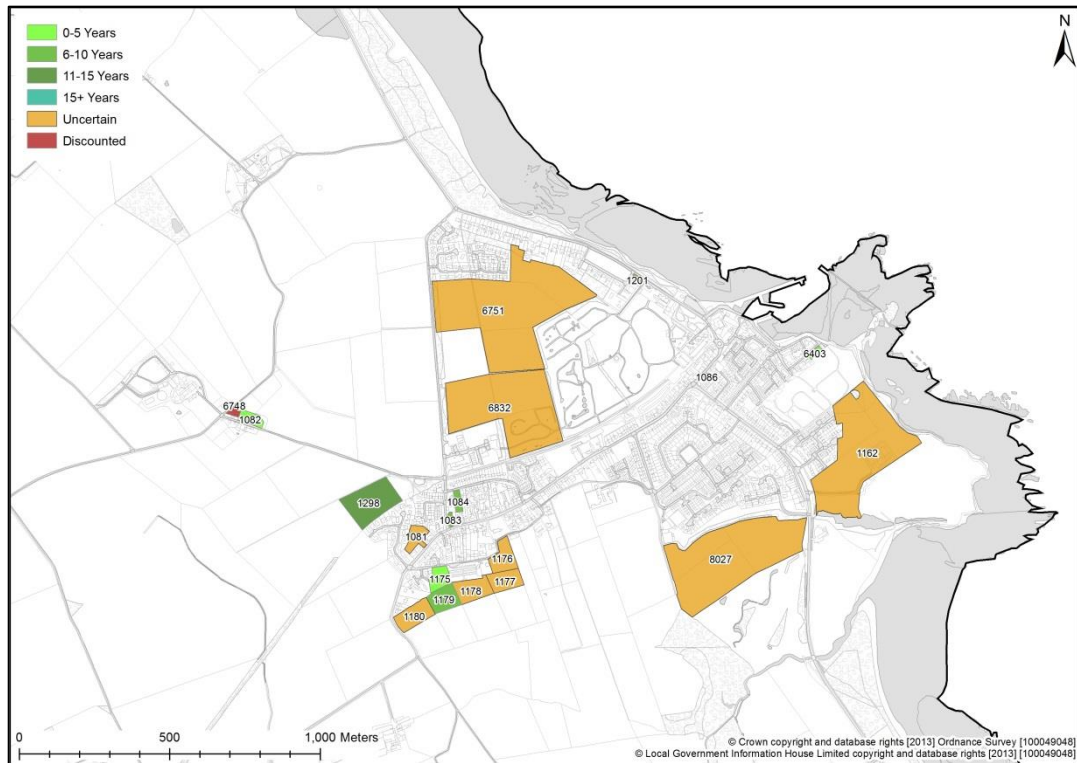 0-5 Years
6-10 Years
11-15 Years
15+ Years
Uncertain
Discounted
N
1201
6751
6403
1086
6832
6748
1082
1162
1298
1084
1083
1081
8027
1176
1175
1177
1178
1179
1180
0 500 1,000 Meters
© Crown copyright and database rights [2013] Ordnance Survey [100049048]
© Local Government Information House Limited copyright and database rights [2013] [100049048]